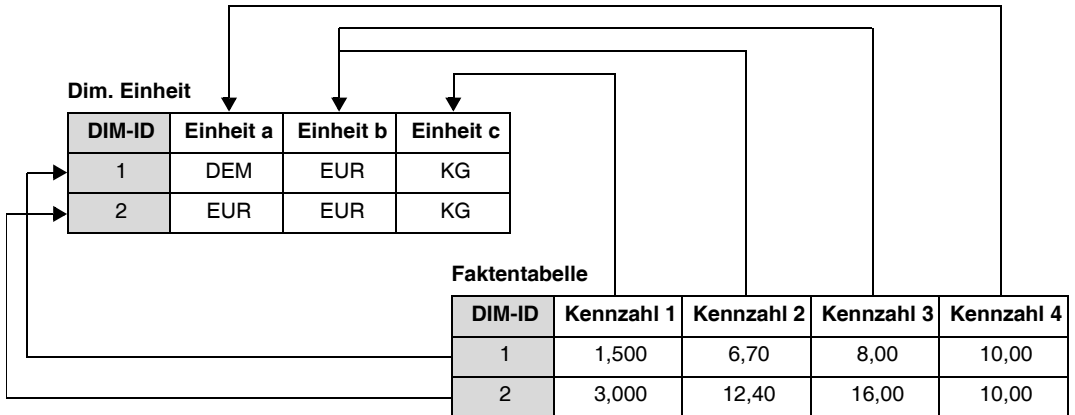 Dim. Einheit
DIM-ID Einheit a Einheit b Einheit c
1 DEM EUR KG
2 EUR EUR KG
Faktentabelle
DIM-ID Kennzahl 1 Kennzahl 2 Kennzahl 3 Kennzahl 4
1 1,500 6,70 8,00 10,00
2 3,000 12,40 16,00 10,00